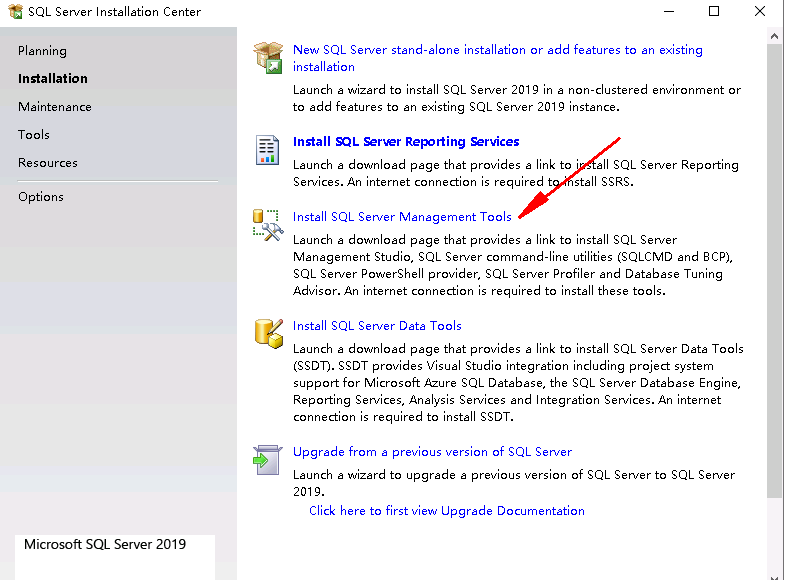 SQL Server Installation Center
Planning
Installation
Maintenance
Tools
Resources
Options
New SQL Server stand-alone installation or add features to an existing
installation
Launch a wizard to install SQL Server 2019 in a non-clustered environment or
to add features to an existing SQL Server 2019 instance.
Install SQL Server Reporting Services
Launch a download page that provides a link to install SQL Server Reporting
Services. An internet connection is required to install SSRS.
Install SQL Server Management Tools
Launch a download page that provides a link to install SQL Server
Management Studio, SQL Server command-line utilities (SQLCMD and BCP),
SQL Server PowerShell provider, SQL Server Profiler and Database Tuning
Advisor. An internet connection is required to install these tools.
Install SQL Server Data Tools
Launch a download page that provides a link to install SQL Server Data Tools
(SSDT). SSDT provides Visual Studio integration including project system
support for Microsoft Azure SQL Database, the SQL Server Database Engine,
Reporting Services, Analysis Services and Integration Services. An internet
connection is required to install SSDT.
Upgrade from a previous version of SQL Server
Launch a wizard to upgrade a previous version of SQL Server to SQL Server
2019.
Click here to first view Upgrade Documentation
Microsoft SQL Server 2019